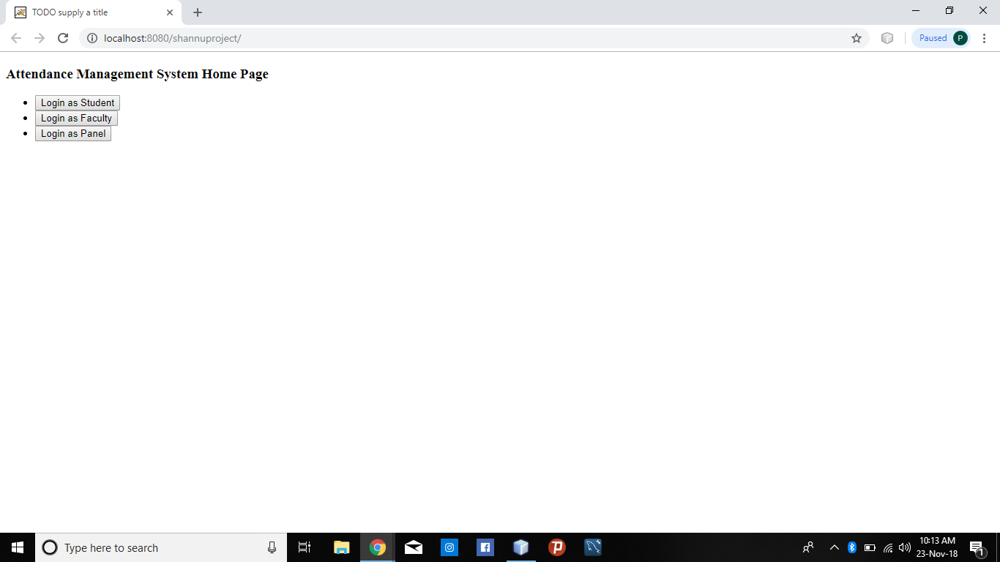 TODO supply a title
localhost:8080/shannuproject/
Paused P
Attendance Management System Home Page
Login as Student
Login as Faculty
Login as Panel
Type here to search
10:13 AM
23-Nov-18
1